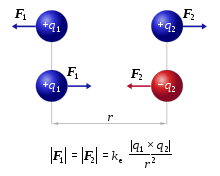 F₁ +q₁ +q₂ F₂
+q₁ F₁ F₂ −q₂
r
|F₁| = |F₂| = kₑ |q₁ × q₂| / r²